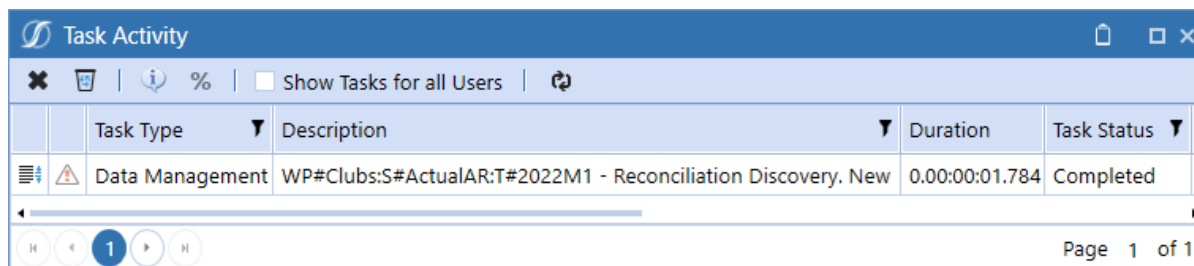 Task Activity
% Show Tasks for all Users
Task Type Description Duration Task Status
Data Management WP#Clubs:S#ActualAR:T#2022M1 - Reconciliation Discovery. New 0.00:00:01.784 Completed
1 Page 1 of 1